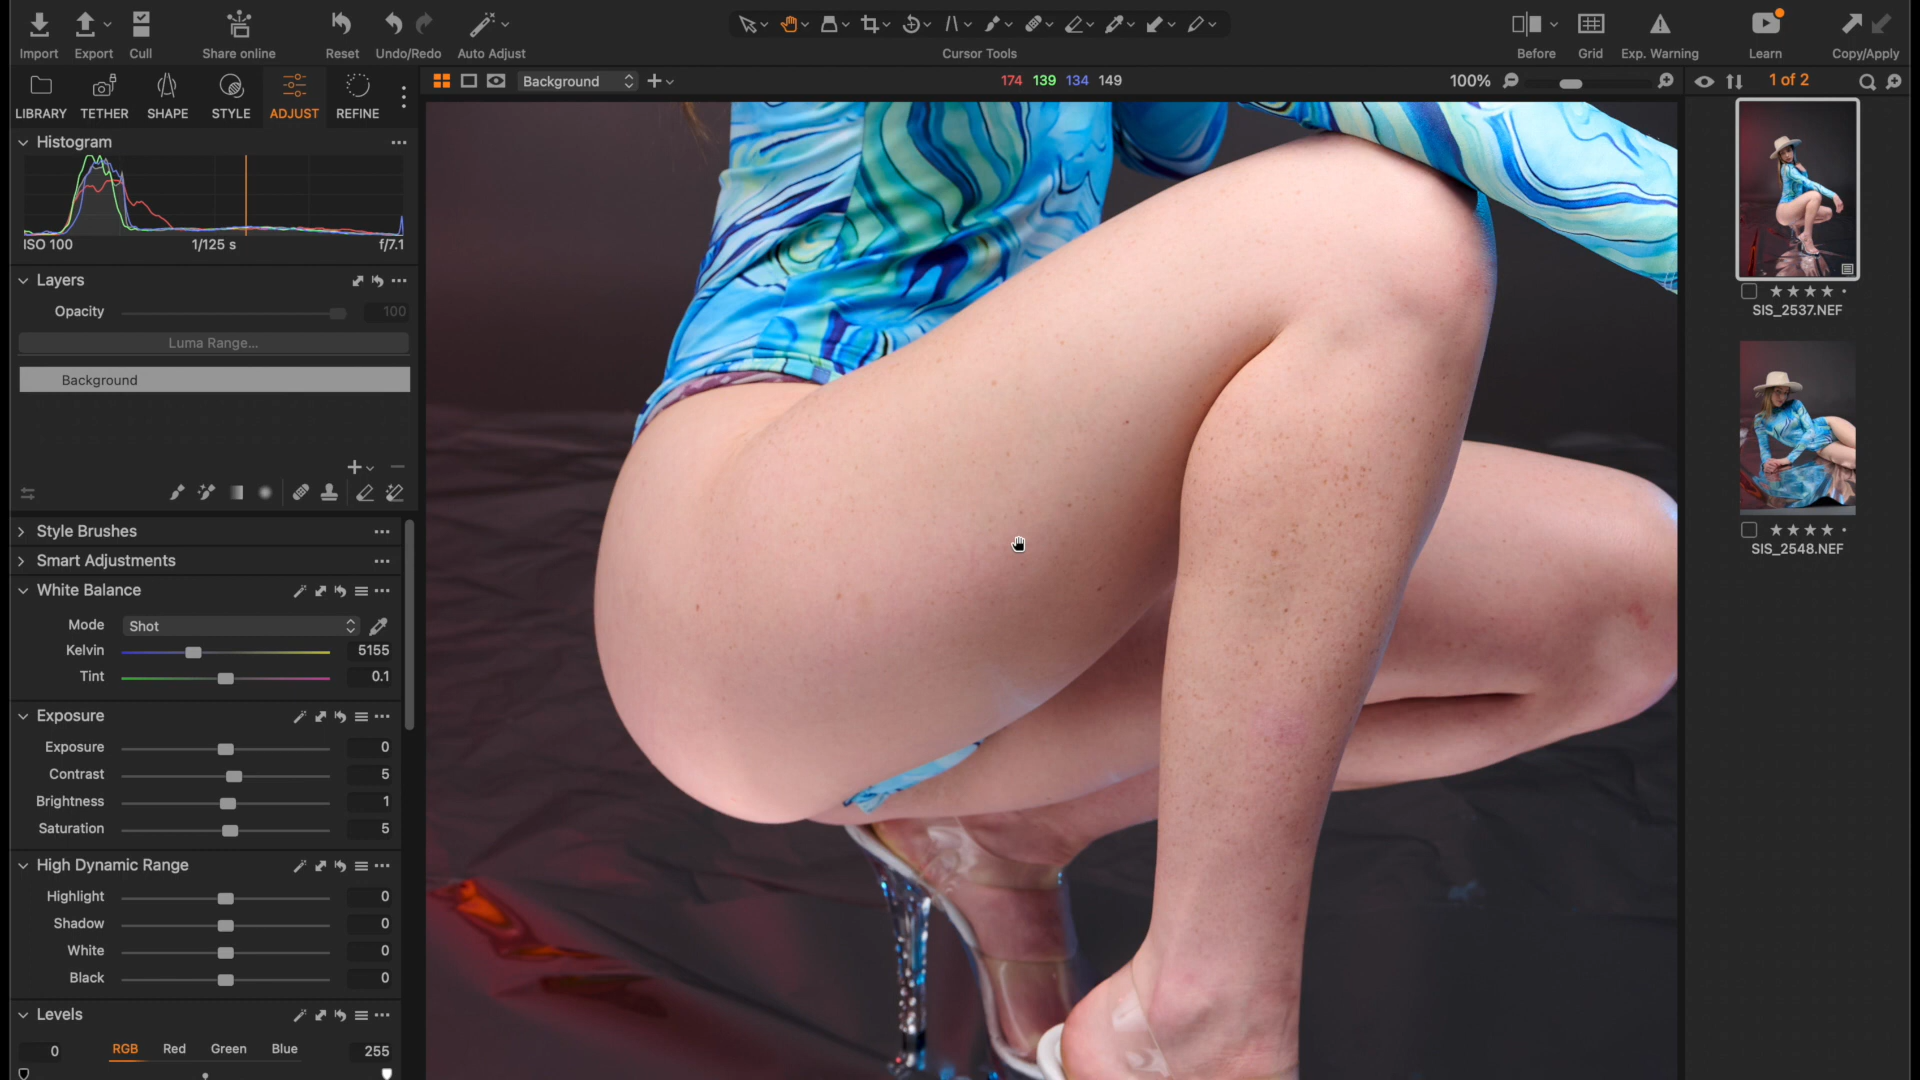 Import
Export
Cull
Share online
Reset
Undo/Redo
Auto Adjust
Cursor Tools
Before
Grid
Exp. Warning
Learn
Copy/Apply
LIBRARY
TETHER
SHAPE
STYLE
ADJUST
REFINE
Background
174 139 134 149
100%
1 of 2
Histogram
ISO 100
1/125 s
f/7.1
Layers
Opacity 100
Luma Range...
Background
Style Brushes
Smart Adjustments
White Balance
Mode Shot
Kelvin 5155
Tint 0.1
Exposure
Exposure 0
Contrast 5
Brightness 1
Saturation 5
High Dynamic Range
Highlight 0
Shadow 0
White 0
Black 0
Levels
0 RGB Red Green Blue 255
SIS_2537.NEF
SIS_2548.NEF